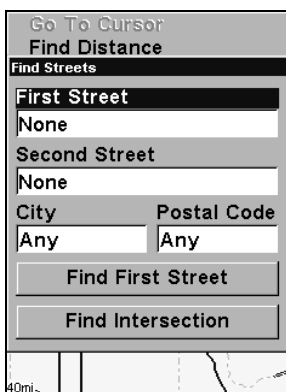 Go To Cursor
Find Distance
Find Streets
First Street
None
Second Street
None
City Postal Code
Any Any
Find First Street
Find Intersection
40mi